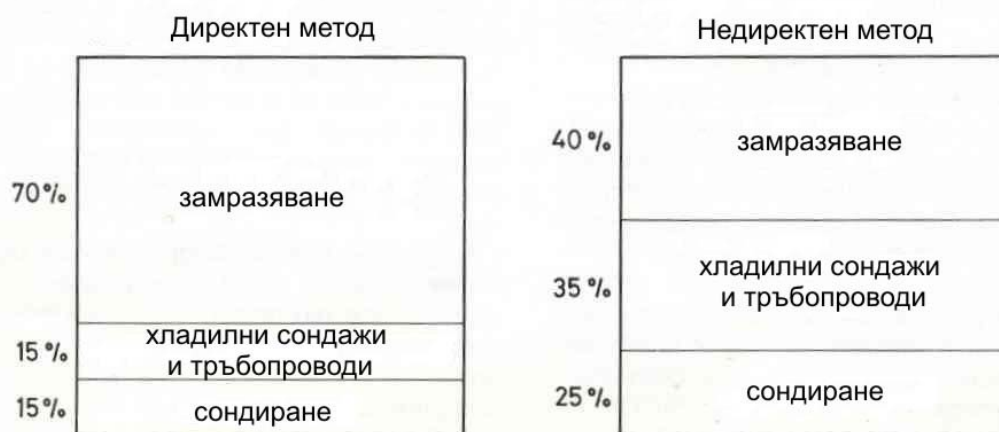 Директен метод
70%
замразяване
15%
хладилни сондажи
и тръбопроводи
15%
сондиране
Недиректен метод
40%
замразяване
35%
хладилни сондажи
и тръбопроводи
25%
сондиране